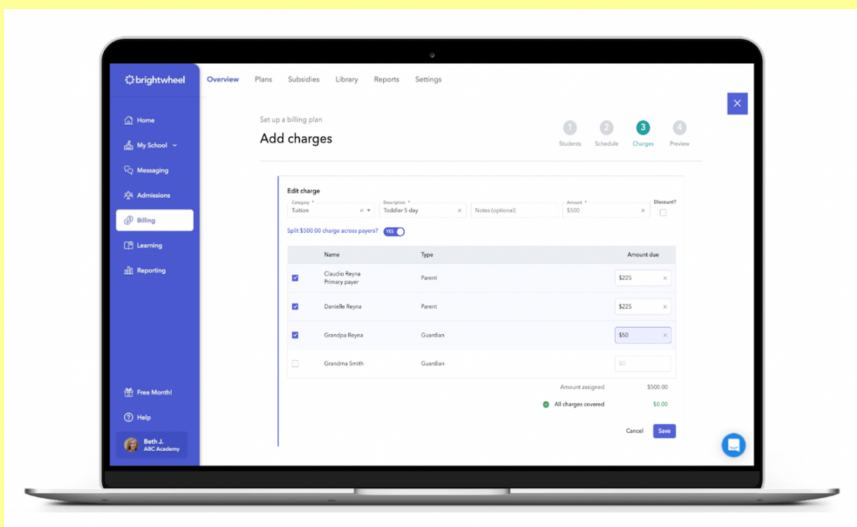 brightwheel
Overview Plans Subsidies Library Reports Settings
Home
My School
Messaging
Admissions
Billing
Learning
Reporting
Free Month!
Help
Beth J.
ABC Academy
Set up a billing plan
Add charges
1 2 3 4
Students Schedule Charges Preview
Edit charge
Category * Description * Amount * Discount?
Tuition Toddler 5 day Notes (optional) $500
Split $500.00 charge across payers? YES
Name Type Amount due
Claudio Reyna
Primary payer
Parent $225
Danielle Reyna Parent $225
Grandpa Reyna Guardian $50
Grandma Smith Guardian $0
Amount assigned $500.00
All charges covered $0.00
Cancel Save